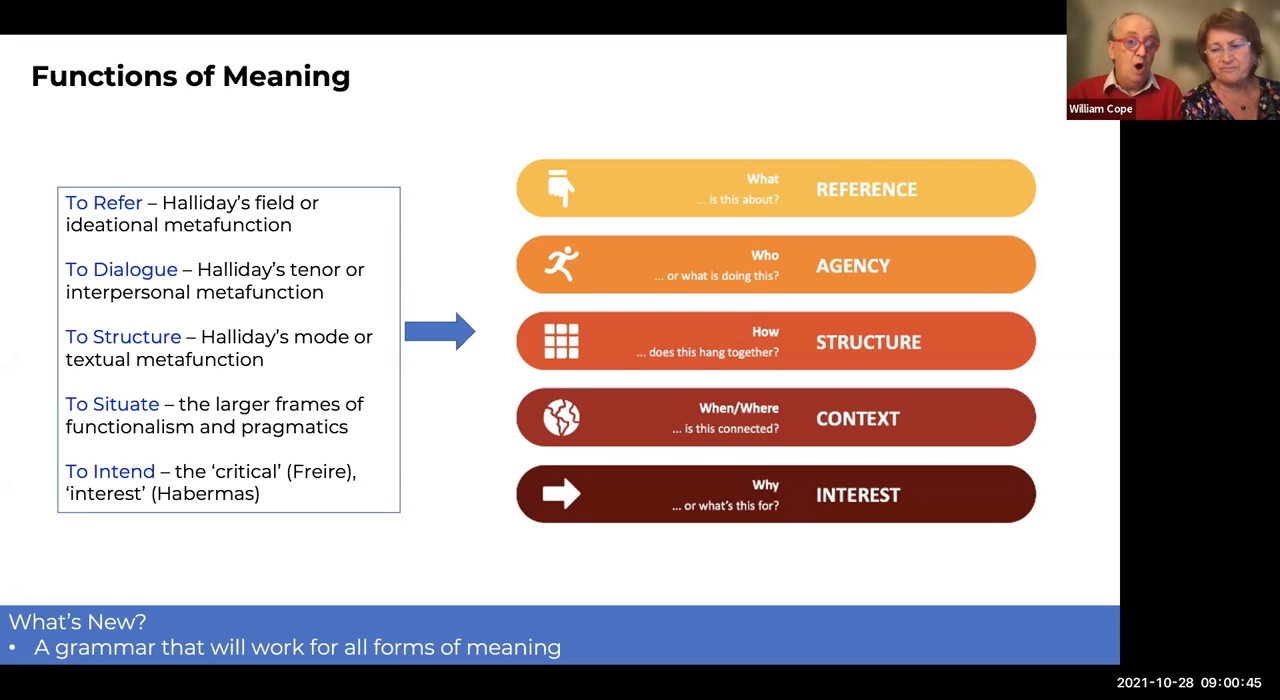 Functions of Meaning
William Cope
To Refer – Halliday’s field or
ideational metafunction
To Dialogue – Halliday’s tenor or
interpersonal metafunction
To Structure – Halliday’s mode or
textual metafunction
To Situate – the larger frames of
functionalism and pragmatics
To Intend – the ‘critical’ (Freire),
‘interest’ (Habermas)
What
... is this about?
REFERENCE
Who
... or what is doing this?
AGENCY
How
... does this hang together?
STRUCTURE
When/Where
... is this connected?
CONTEXT
Why
... or what’s this for?
INTEREST
What’s New?
• A grammar that will work for all forms of meaning
2021-10-28 09:00:45